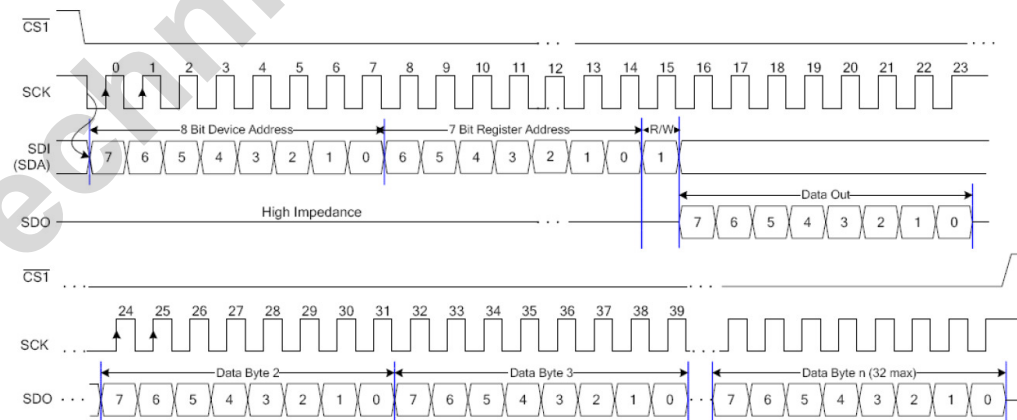 echni
CS1
0 1 2 3 4 5 6 7 8 9 10 11 12 13 14 15 16 17 18 19 20 21 22 23
SCK
8 Bit Device Address 7 Bit Register Address R/W
SDI
(SDA)
7 6 5 4 3 2 1 0 6 5 4 3 2 1 0 1
Data Out
High Impedance
SDO
7 6 5 4 3 2 1 0
CS1
24 25 26 27 28 29 30 31 32 33 34 35 36 37 38 39
SCK
Data Byte 2 Data Byte 3 Data Byte n (32 max)
SDO 7 6 5 4 3 2 1 0 7 6 5 4 3 2 1 0 7 6 5 4 3 2 1 0